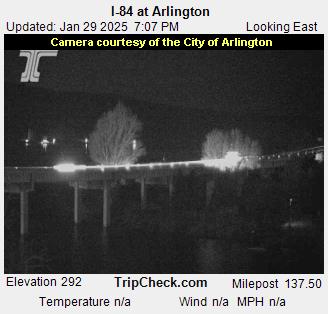 I-84 at Arlington
Updated: Jan 29 2025 7:07 PM Looking East
Camera courtesy of the City of Arlington
Elevation 292 TripCheck.com Milepost 137.50
Temperature n/a Wind n/a MPH n/a